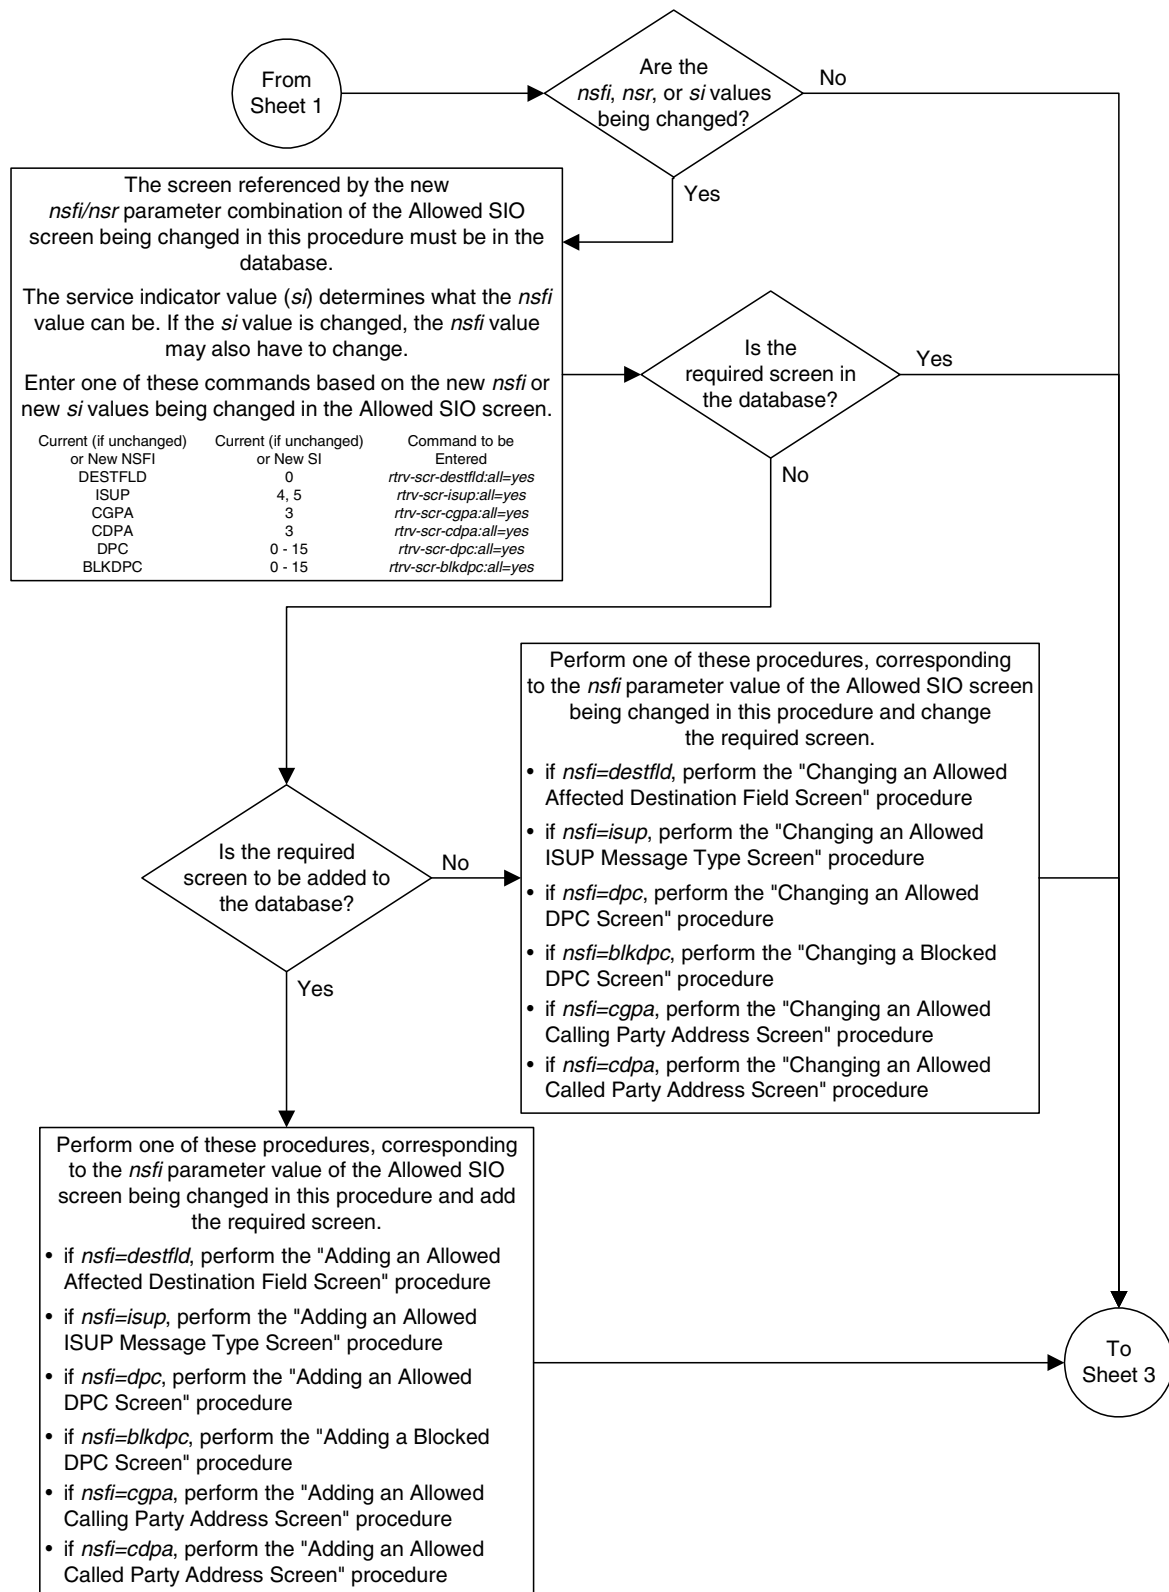 From
Sheet 1
Are the
nsfi, nsr, or si values
being changed?
No
Yes
The screen referenced by the new
nsfi/nsr parameter combination of the Allowed SIO
screen being changed in this procedure must be in the
database.
The service indicator value (si) determines what the nsfi
value can be. If the si value is changed, the nsfi value
may also have to change.
Enter one of these commands based on the new nsfi or
new si values being changed in the Allowed SIO screen.
Current (if unchanged) Current (if unchanged) Command to be
or New NSFI or New SI Entered
DESTFLD 0 rtrv-scr-destfld:all=yes
ISUP 4, 5 rtrv-scr-isup:all=yes
CGPA 3 rtrv-scr-cgpa:all=yes
CDPA 3 rtrv-scr-cdpa:all=yes
DPC 0 - 15 rtrv-scr-dpc:all=yes
BLKDPC 0 - 15 rtrv-scr-blkdpc:all=yes
Is the
required screen in
the database?
Yes
No
Is the required
screen to be added to
the database?
No
Yes
Perform one of these procedures, corresponding
to the nsfi parameter value of the Allowed SIO screen
being changed in this procedure and change
the required screen.
• if nsfi=destfld, perform the "Changing an Allowed
Affected Destination Field Screen" procedure
• if nsfi=isup, perform the "Changing an Allowed
ISUP Message Type Screen" procedure
• if nsfi=dpc, perform the "Changing an Allowed
DPC Screen" procedure
• if nsfi=blkdpc, perform the "Changing a Blocked
DPC Screen" procedure
• if nsfi=cgpa, perform the "Changing an Allowed
Calling Party Address Screen" procedure
• if nsfi=cdpa, perform the "Changing an Allowed
Called Party Address Screen" procedure
Perform one of these procedures, corresponding
to the nsfi parameter value of the Allowed SIO
screen being changed in this procedure and add
the required screen.
• if nsfi=destfld, perform the "Adding an Allowed
Affected Destination Field Screen" procedure
• if nsfi=isup, perform the "Adding an Allowed
ISUP Message Type Screen" procedure
• if nsfi=dpc, perform the "Adding an Allowed
DPC Screen" procedure
• if nsfi=blkdpc, perform the "Adding a Blocked
DPC Screen" procedure
• if nsfi=cgpa, perform the "Adding an Allowed
Calling Party Address Screen" procedure
• if nsfi=cdpa, perform the "Adding an Allowed
Called Party Address Screen" procedure
To
Sheet 3